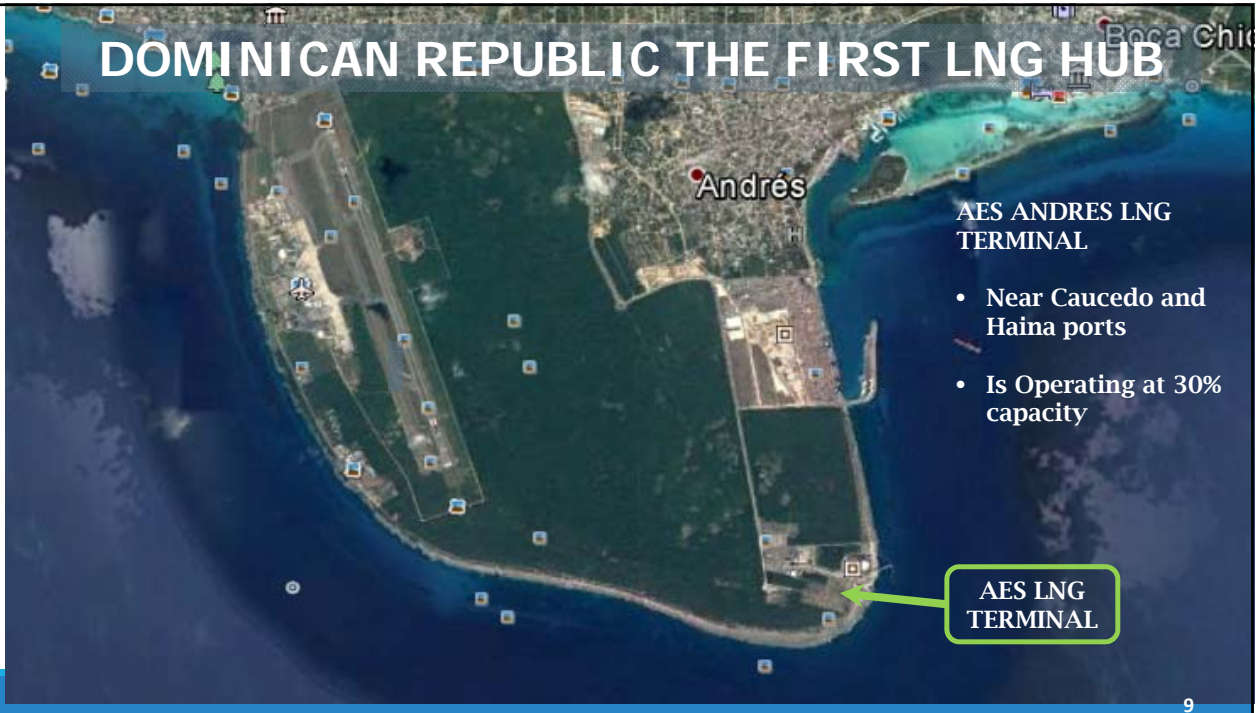 DOMINICAN REPUBLIC THE FIRST LNG HUB
Boca Chic
Andrés
H
AES ANDRES LNG
TERMINAL
• Near Caucedo and
Haina ports
• Is Operating at 30%
capacity
AES LNG
TERMINAL
9